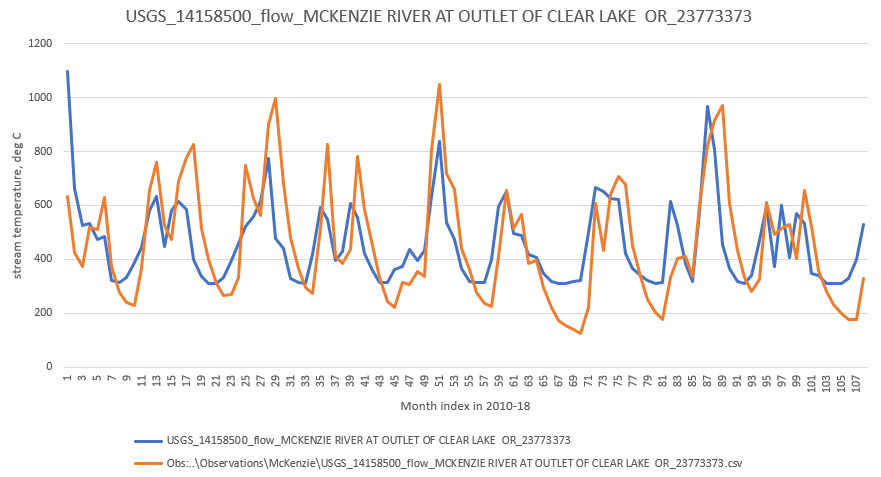 USGS_14158500_flow_MCKENZIE RIVER AT OUTLET OF CLEAR LAKE  OR_23773373
1200
1000
800
600
400
200
0
stream temperature, deg C
1 3 5 7 9 11 13 15 17 19 21 23 25 27 29 31 33 35 37 39 41 43 45 47 49 51 53 55 57 59 61 63 65 67 69 71 73 75 77 79 81 83 85 87 89 91 93 95 97 99 101 103 105 107
Month index in 2010-18
USGS_14158500_flow_MCKENZIE RIVER AT OUTLET OF CLEAR LAKE  OR_23773373
Obs:..\Observations\McKenzie\USGS_14158500_flow_MCKENZIE RIVER AT OUTLET OF CLEAR LAKE  OR_23773373.csv